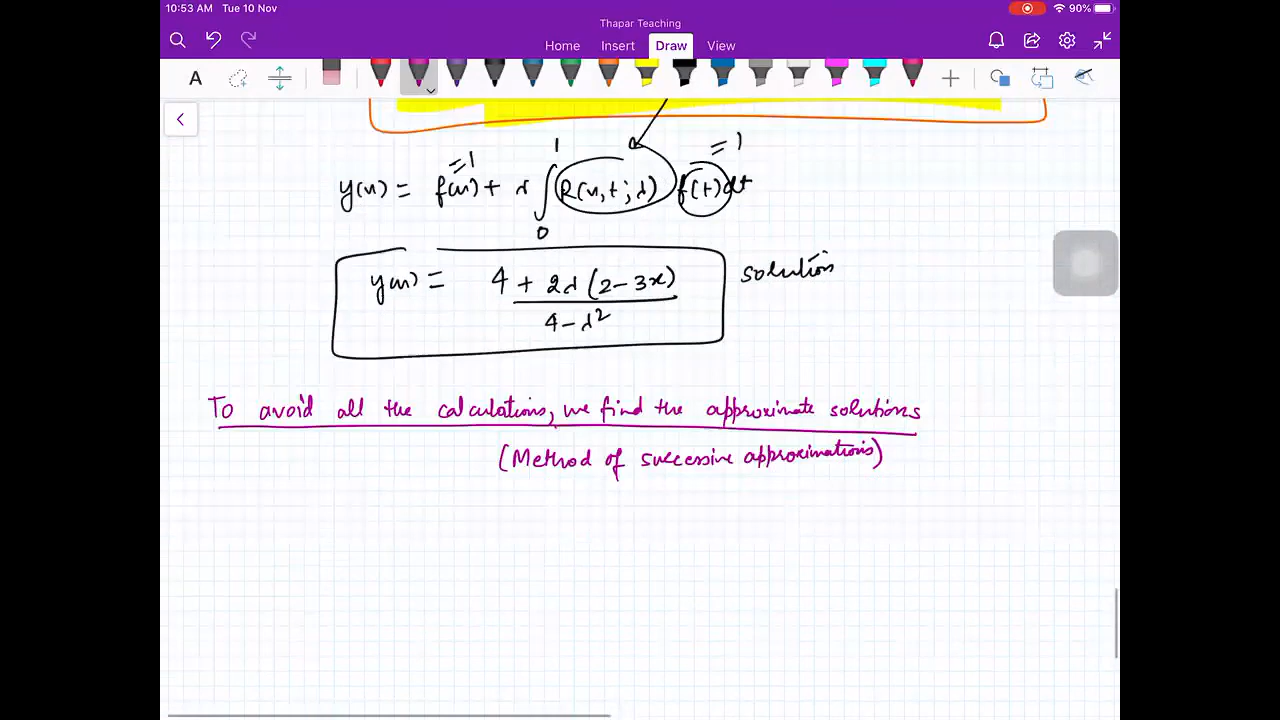 10:53 AM Tue 10 Nov
90%
Thapar Teaching
Home Insert Draw View
A
= 1
1
= 1
y(x) = f(x) + λ ∫ R(x, t; λ) f(t) dt
0
y(x) = 4 + 2λ (2 - 3x) solution
4 - λ²
To avoid all the calculations, we find the approximate solutions
(Method of successive approximations)